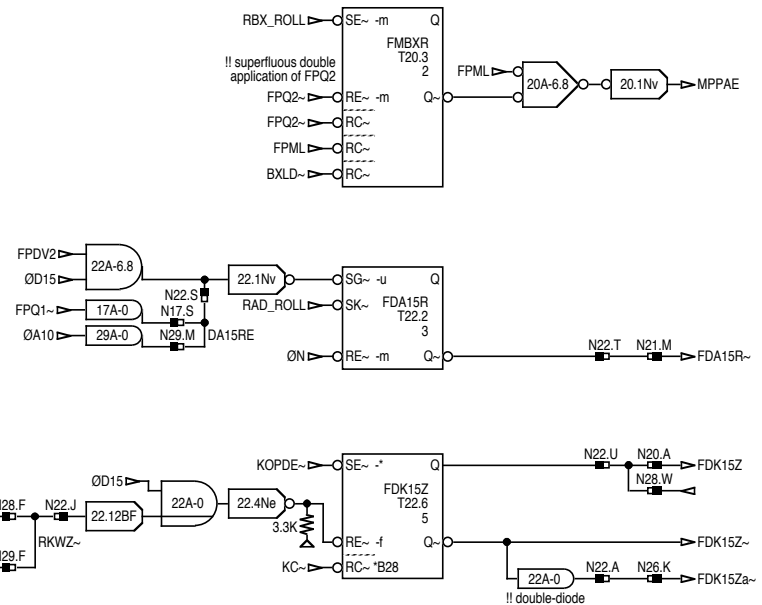 RBX_ROLL
SE~ -m
Q
FMBXR
T20.3
2
!! superfluous double
application of FPQ2
FPML
20A-6.8
20.1Nv
MPPAE
FPQ2~
RE~ -m
Q~
FPQ2~
RC~
FPML
RC~
BXLD~
RC~
FPDV2
ØD15
22A-6.8
22.1Nv
SG~ -u
Q
N22.S
FPQ1~
17A-0
N17.S
RAD_ROLL
SK~
FDA15R
T22.2
3
ØA10
29A-0
N29.M
DA15RE
ØN
RE~ -m
Q~
N22.T
N21.M
FDA15R~
KOPDE~
SE~ -*
Q
N22.U
N20.A
FDK15Z
ØD15
N28.W
N28.F
N22.J
22.12BF
22A-0
22.4Ne
FDK15Z
T22.6
5
3.3K
RKWZ~
RE~ -f
Q~
FDK15Z~
N29.F
KC~
RC~ *B28
22A-0
N22.A
N26.K
FDK15Za~
!! double-diode